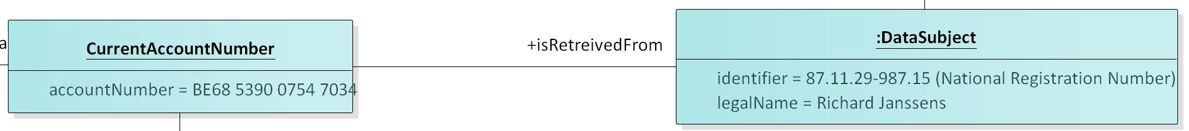 a
CurrentAccountNumber
accountNumber = BE68 5390 0754 7034
+isRetreivedFrom
:DataSubject
identifier = 87.11.29-987.15 (National Registration Number)
legalName = Richard Janssens